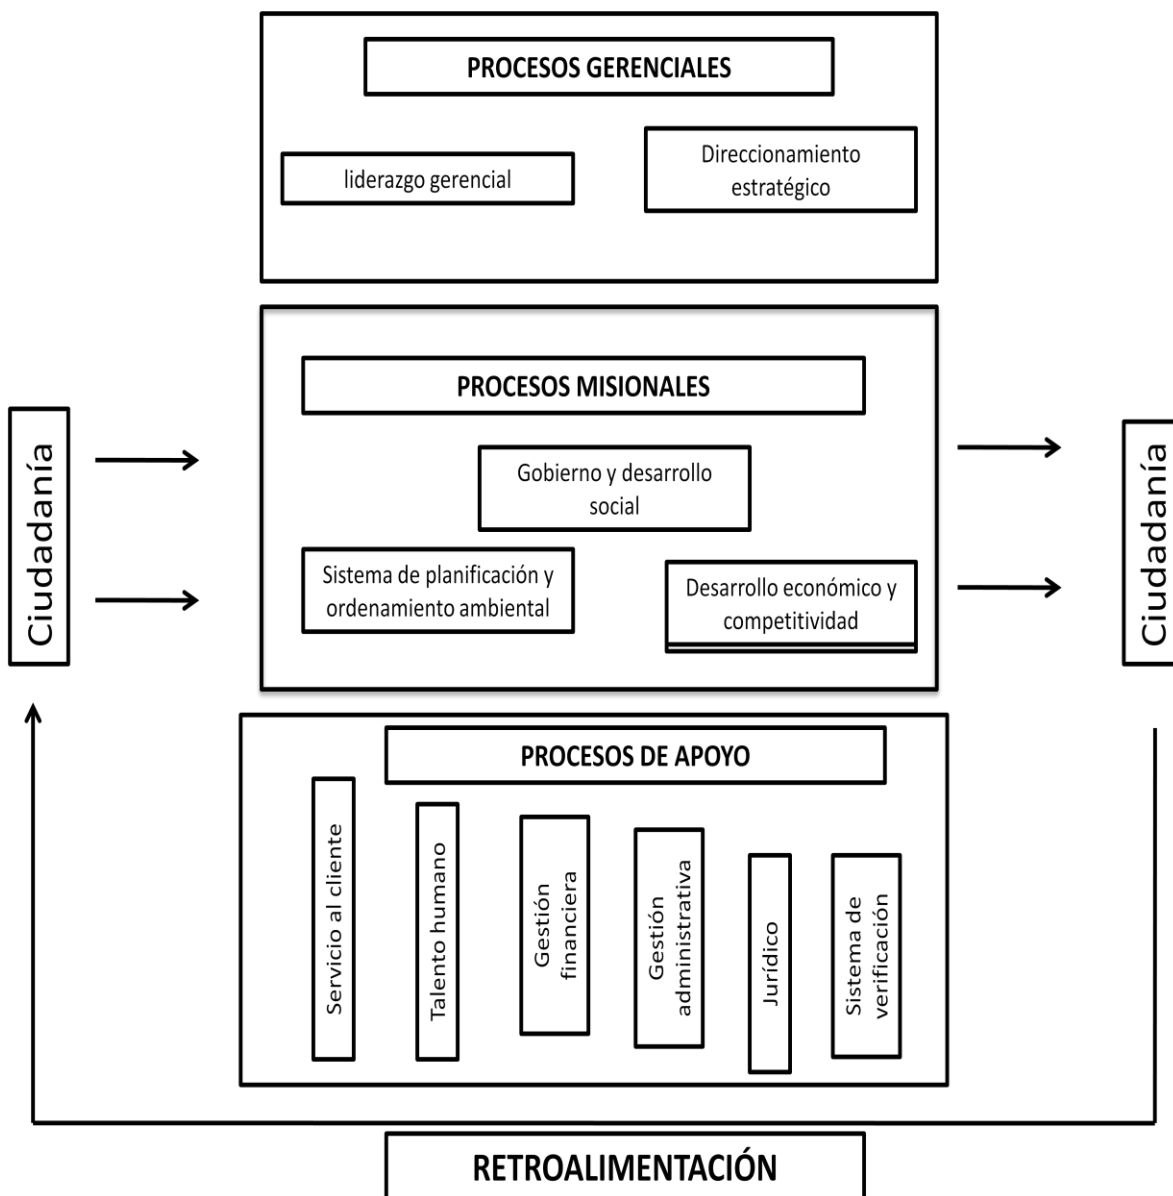 PROCESOS GERENCIALES
liderazgo gerencial
Direccionamiento
estratégico
PROCESOS MISIONALES
Gobierno y desarrollo
social
Sistema de planificación y
ordenamiento ambiental
Desarrollo económico y
competitividad
Ciudadanía
Ciudadanía
PROCESOS DE APOYO
Servicio al cliente
Talento humano
Gestión
financiera
Gestión
administrativa
Jurídico
Sistema de
verificación
RETROALIMENTACIÓN